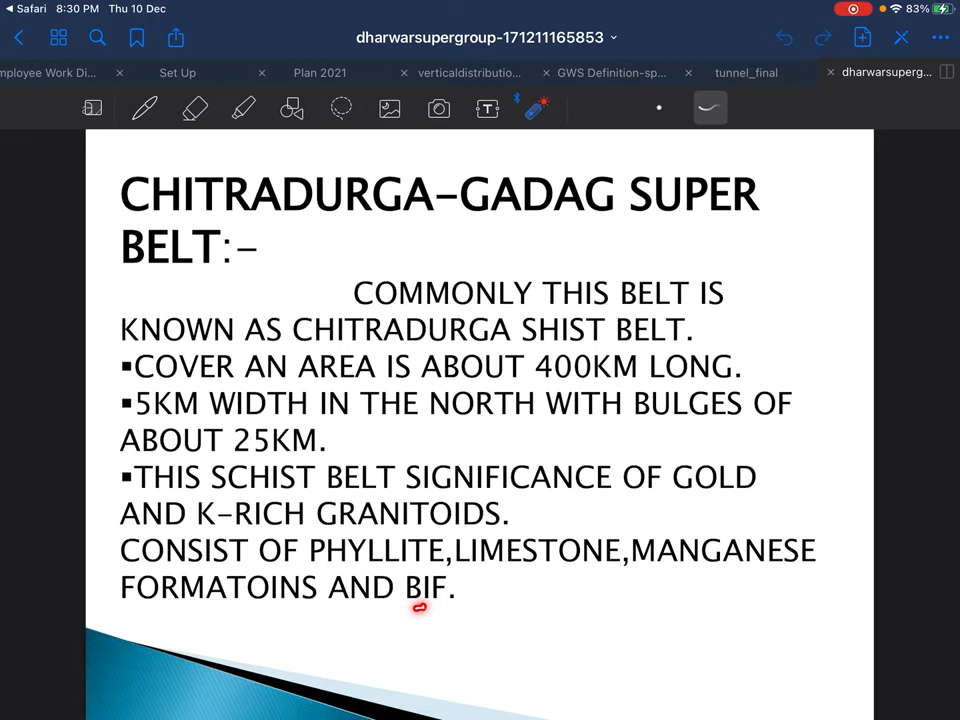 Safari 8:30 PM Thu 10 Dec 83%
dharwarsupergroup-171211165853
mployee Work Di... Set Up Plan 2021 verticaldistributio... GWS Definition-sp... tunnel_final dharwarsuperg...
CHITRADURGA-GADAG SUPER
BELT:-
COMMONLY THIS BELT IS
KNOWN AS CHITRADURGA SHIST BELT.
▪COVER AN AREA IS ABOUT 400KM LONG.
▪5KM WIDTH IN THE NORTH WITH BULGES OF
ABOUT 25KM.
▪THIS SCHIST BELT SIGNIFICANCE OF GOLD
AND K-RICH GRANITOIDS.
CONSIST OF PHYLLITE,LIMESTONE,MANGANESE
FORMATOINS AND BIF.